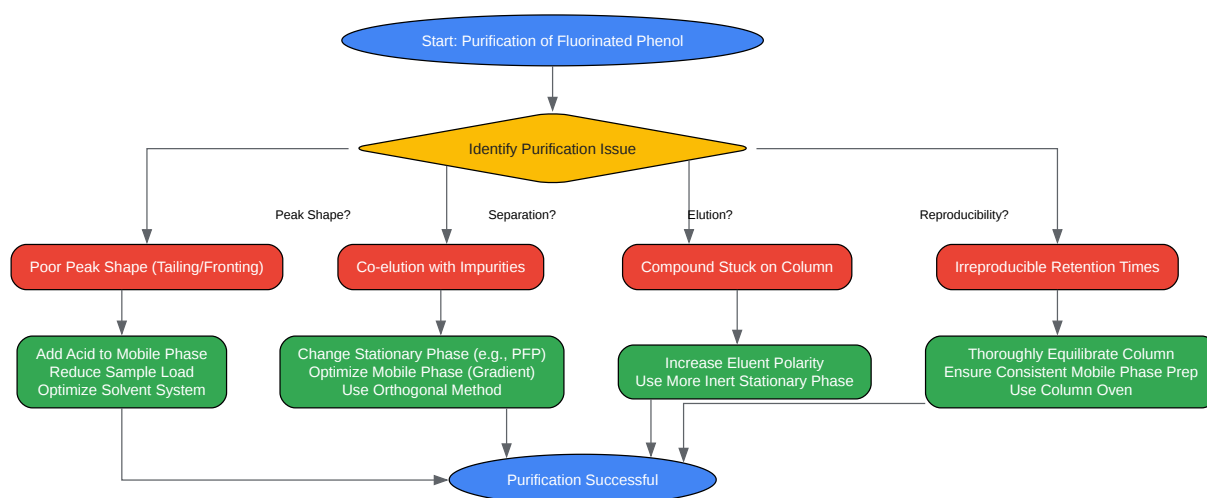 Start: Purification of Fluorinated Phenol
Identify Purification Issue
Peak Shape?
Separation?
Elution?
Reproducibility?
Poor Peak Shape (Tailing/Fronting)
Co-elution with Impurities
Compound Stuck on Column
Irreproducible Retention Times
Add Acid to Mobile Phase
Reduce Sample Load
Optimize Solvent System
Change Stationary Phase (e.g., PFP)
Optimize Mobile Phase (Gradient)
Use Orthogonal Method
Increase Eluent Polarity
Use More Inert Stationary Phase
Thoroughly Equilibrate Column
Ensure Consistent Mobile Phase Prep
Use Column Oven
Purification Successful